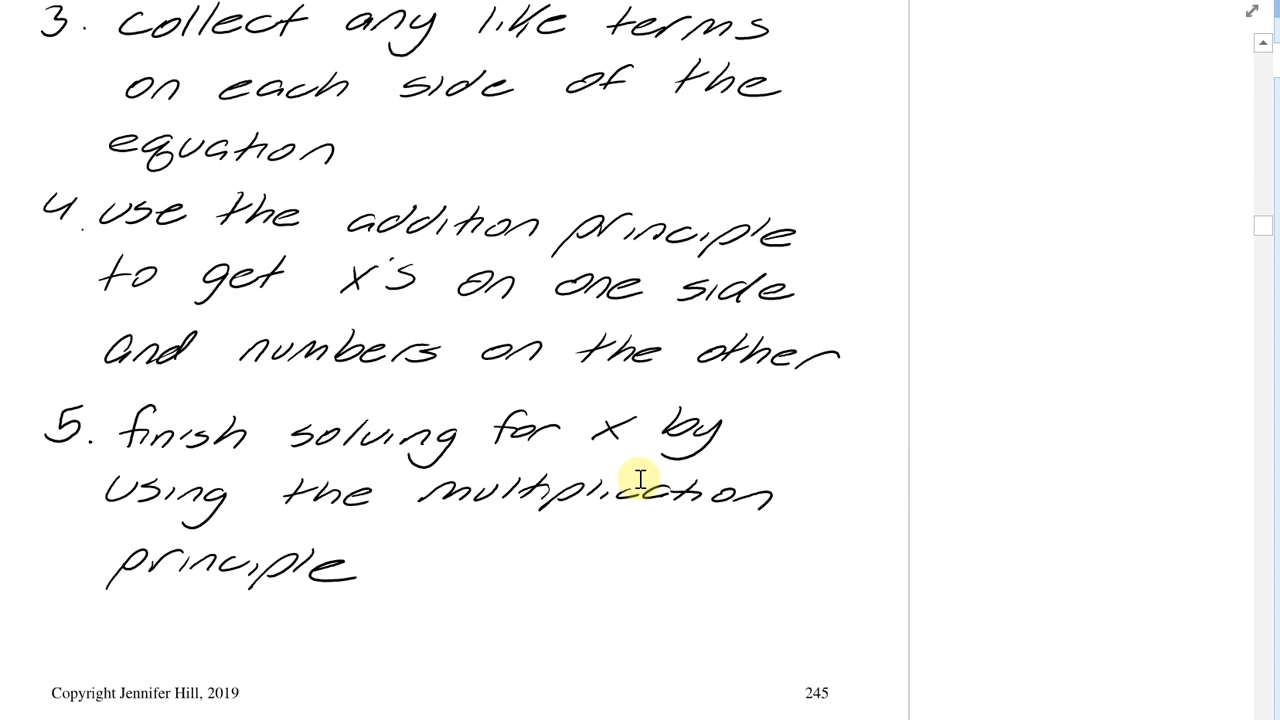 3. collect any like terms
on each side of the
equation
4. use the addition principle
to get x's on one side
and numbers on the other
5. finish solving for x by
using the multiplication
principle
Copyright Jennifer Hill, 2019 245